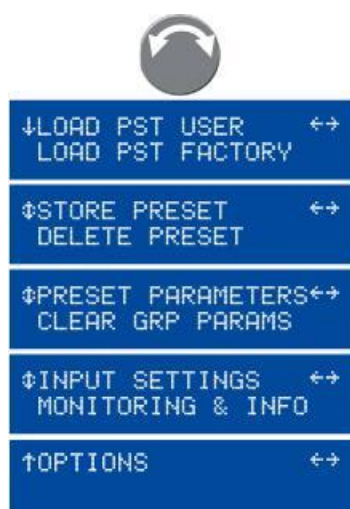 ↓LOAD PST USER ↔
LOAD PST FACTORY
⇕STORE PRESET ↔
DELETE PRESET
⇕PRESET PARAMETERS↔
CLEAR GRP PARAMS
⇕INPUT SETTINGS ↔
MONITORING & INFO
↑OPTIONS ↔